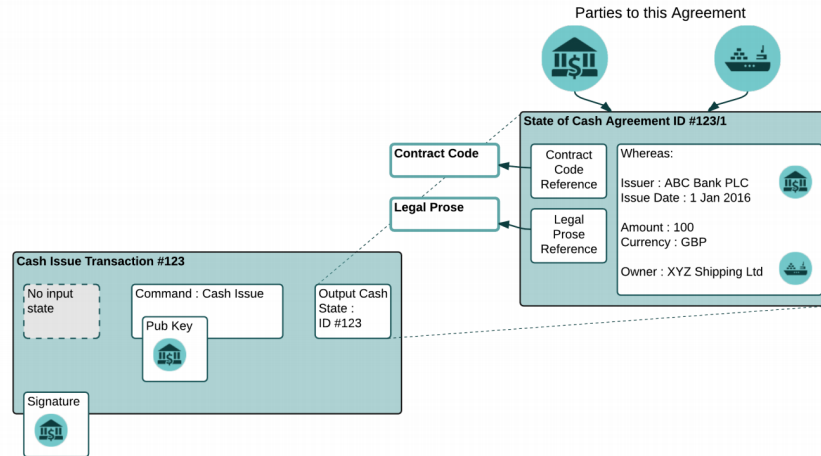 Parties to this Agreement
State of Cash Agreement ID #123/1
Contract Code
Contract
Code
Reference
Whereas:
Issuer : ABC Bank PLC
Issue Date : 1 Jan 2016
Amount : 100
Currency : GBP
Owner : XYZ Shipping Ltd
Legal Prose
Legal
Prose
Reference
Cash Issue Transaction #123
No input
state
Command : Cash Issue
Pub Key
Output Cash
State :
ID #123
Signature